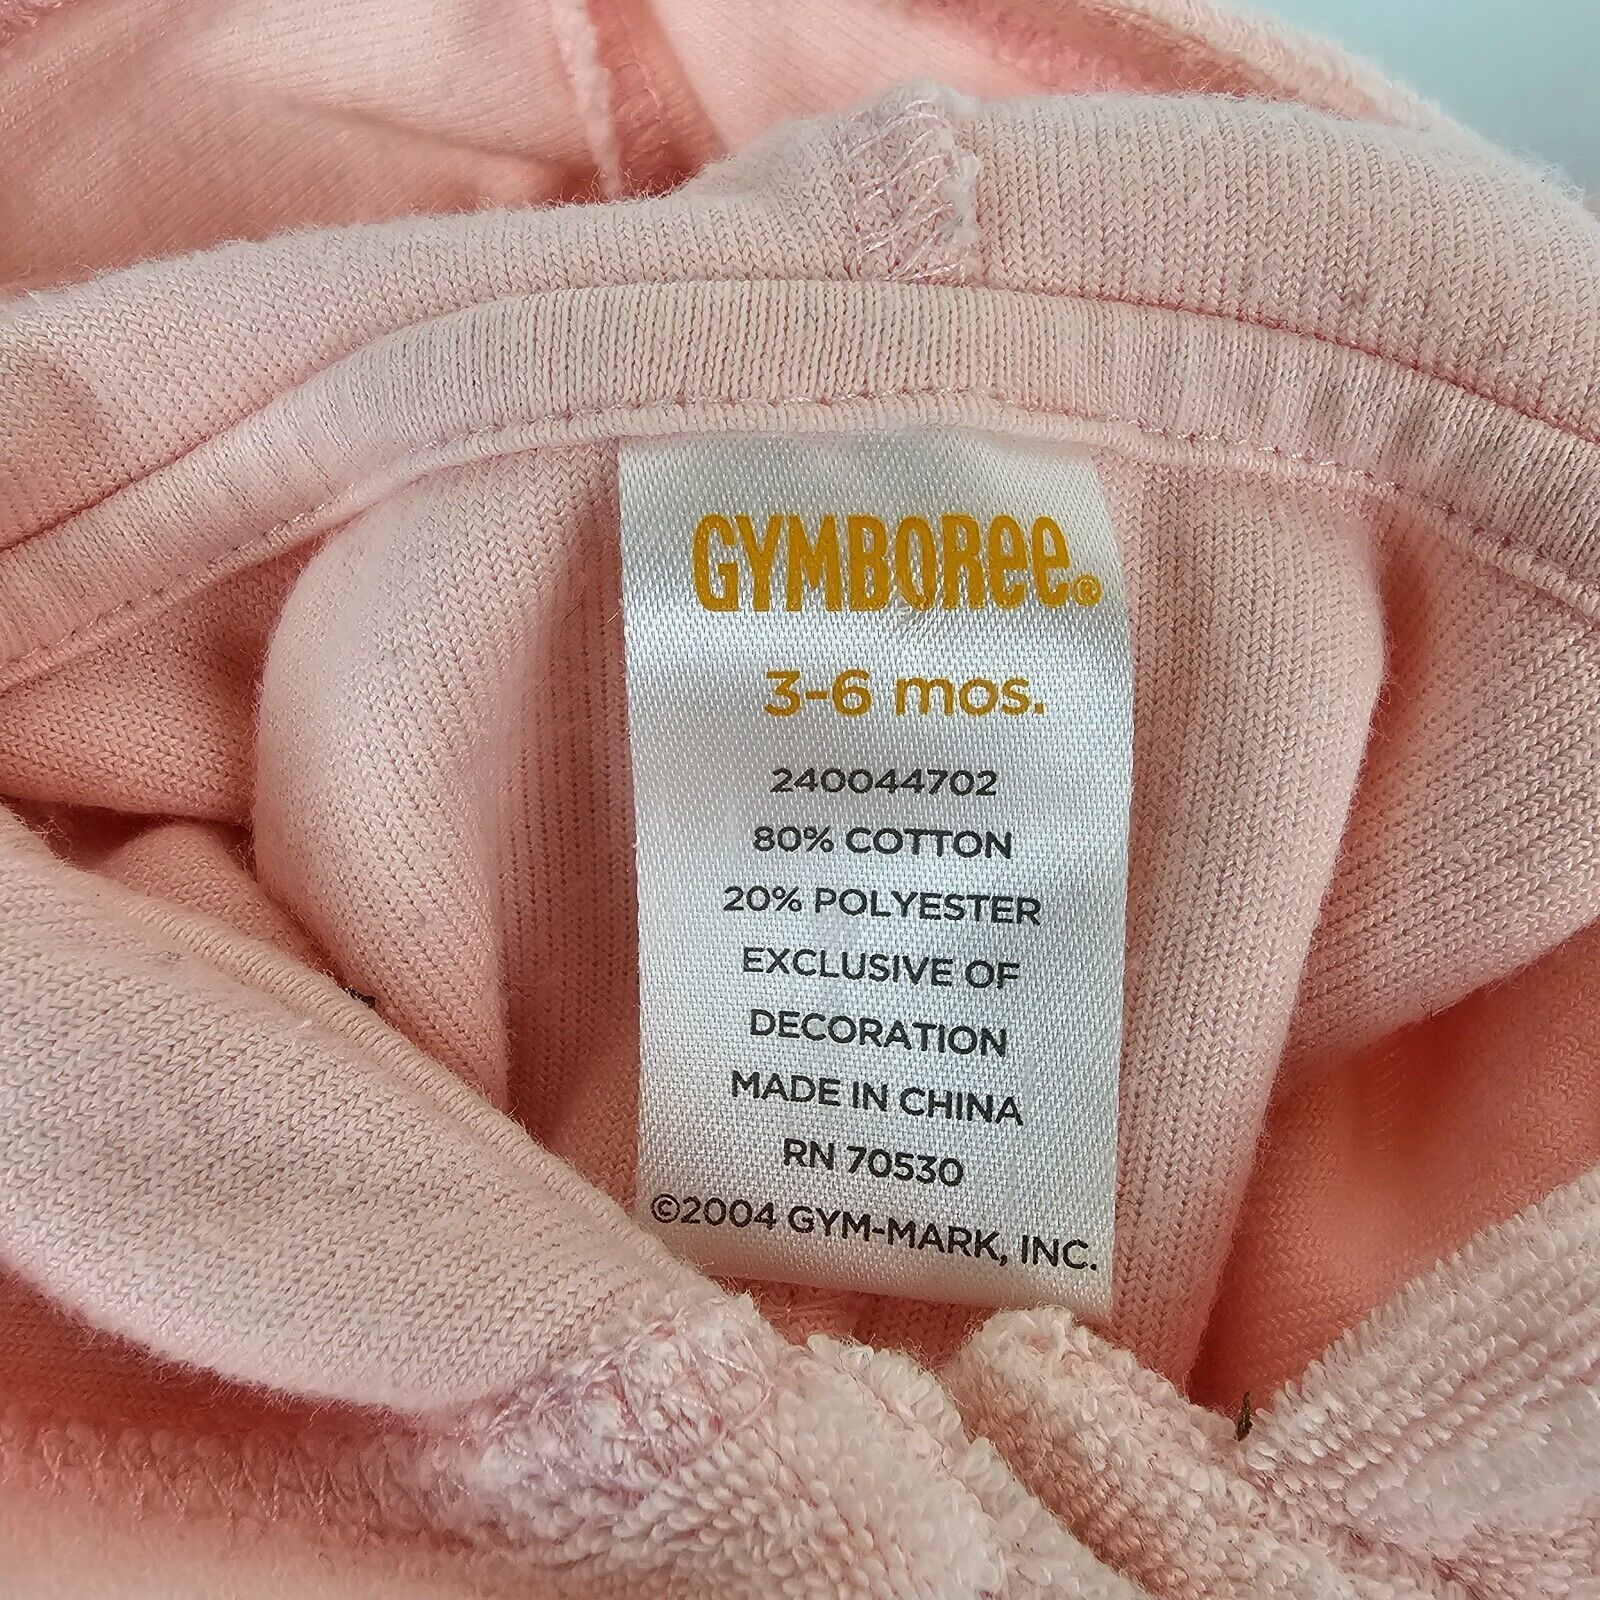 GYMBOREE®
3-6 mos.
240044702
80% COTTON
20% POLYESTER
EXCLUSIVE OF
DECORATION
MADE IN CHINA
RN 70530
©2004 GYM-MARK, INC.